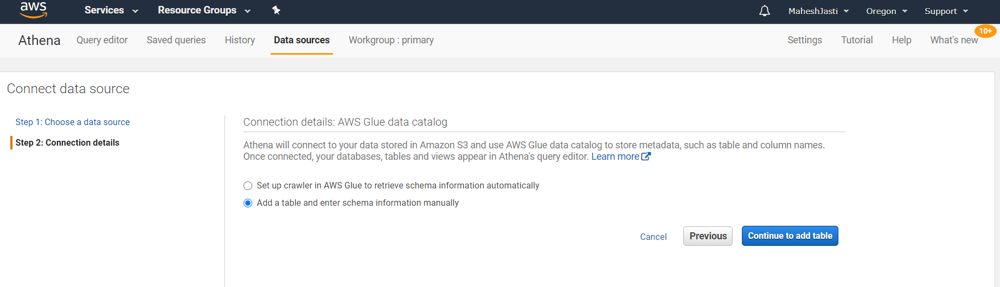 aws Services Resource Groups MaheshJasti Oregon Support
Athena Query editor Saved queries History Data sources Workgroup : primary Settings Tutorial Help What's new 10+
Connect data source
Step 1: Choose a data source
Step 2: Connection details
Connection details: AWS Glue data catalog
Athena will connect to your data stored in Amazon S3 and use AWS Glue data catalog to store metadata, such as table and column names.
Once connected, your databases, tables and views appear in Athena's query editor. Learn more
Set up crawler in AWS Glue to retrieve schema information automatically
Add a table and enter schema information manually
Cancel Previous Continue to add table